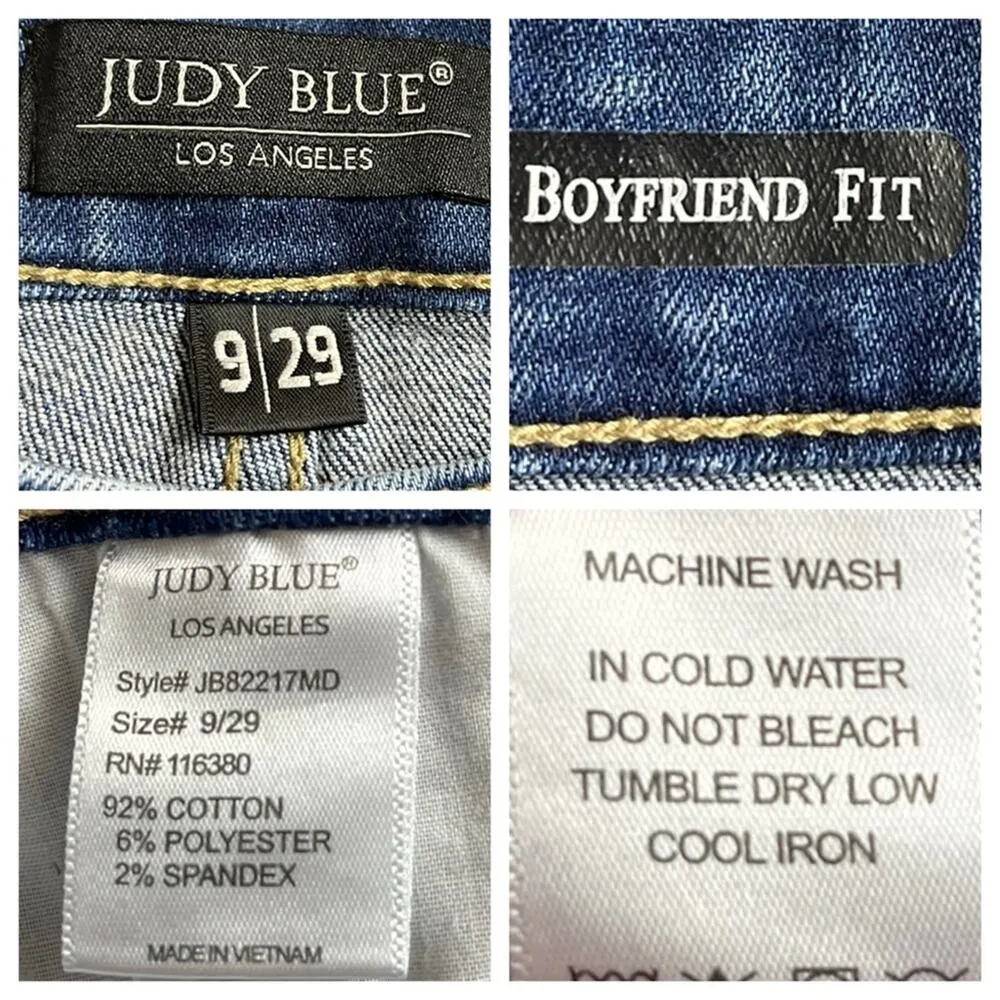 JUDY BLUE®
LOS ANGELES
9|29
BOYFRIEND FIT
JUDY BLUE®
LOS ANGELES
Style# JB82217MD
Size# 9/29
RN# 116380
92% COTTON
6% POLYESTER
2% SPANDEX
MADE IN VIETNAM
MACHINE WASH
IN COLD WATER
DO NOT BLEACH
TUMBLE DRY LOW
COOL IRON